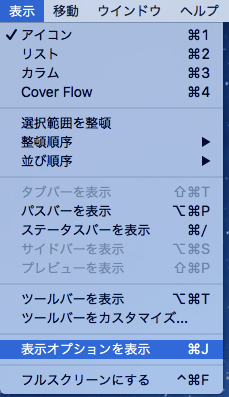 表示 移動 ウインドウ ヘルプ
✓ アイコン ⌘1
リスト ⌘2
カラム ⌘3
Cover Flow ⌘4
選択範囲を整頓
整頓順序 ▶
並び順序 ▶
タブバーを表示 ⇧⌘T
パスバーを表示 ⌥⌘P
ステータスバーを表示 ⌘/
サイドバーを表示 ⌥⌘S
プレビューを表示 ⇧⌘P
ツールバーを表示 ⌥⌘T
ツールバーをカスタマイズ...
表示オプションを表示 ⌘J
フルスクリーンにする ^⌘F